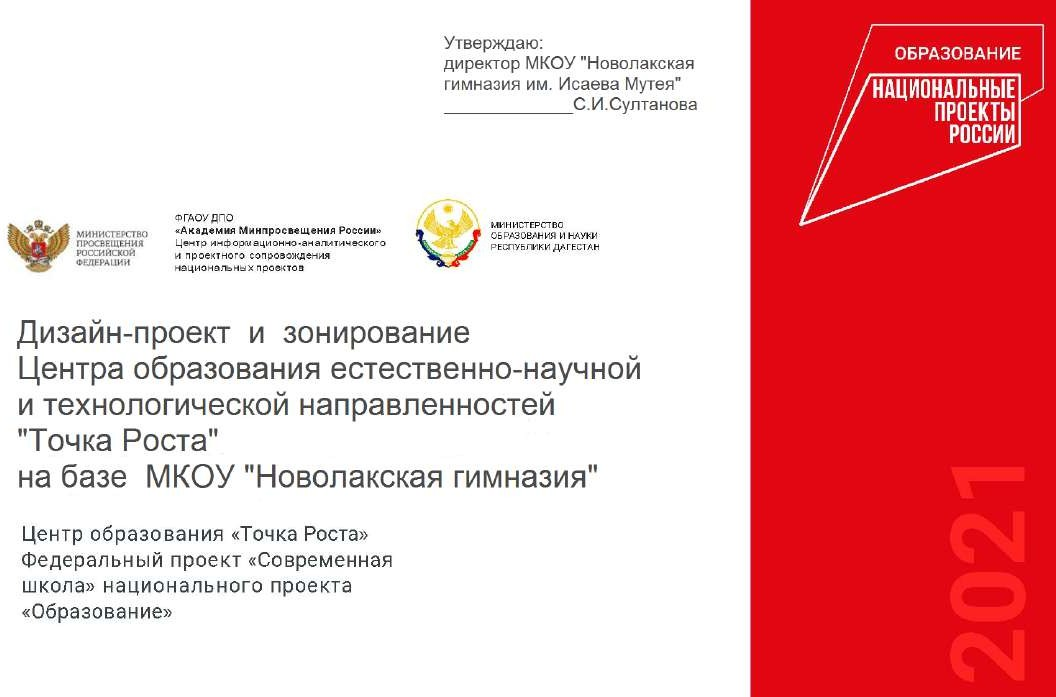 Утверждаю:
директор МКОУ "Новолакская
гимназия им. Исаева Мутея"
_____________С.И.Султанова
ОБРАЗОВАНИЕ
НАЦИОНАЛЬНЫЕ
ПРОЕКТЫ
РОССИИ
МИНИСТЕРСТВО
ПРОСВЕЩЕНИЯ
РОССИЙСКОЙ
ФЕДЕРАЦИИ
ФГАОУ ДПО
«Академия Минпросвещения России»
Центр информационно-аналитического
и проектного сопровождения
национальных проектов
МИНИСТЕРСТВО
ОБРАЗОВАНИЯ И НАУКИ
РЕСПУБЛИКИ ДАГЕСТАН
Дизайн-проект и зонирование
Центра образования естественно-научной
и технологической направленностей
"Точка Роста"
на базе МКОУ "Новолакская гимназия"
Центр образования «Точка Роста»
Федеральный проект «Современная
школа» национального проекта
«Образование»
2021